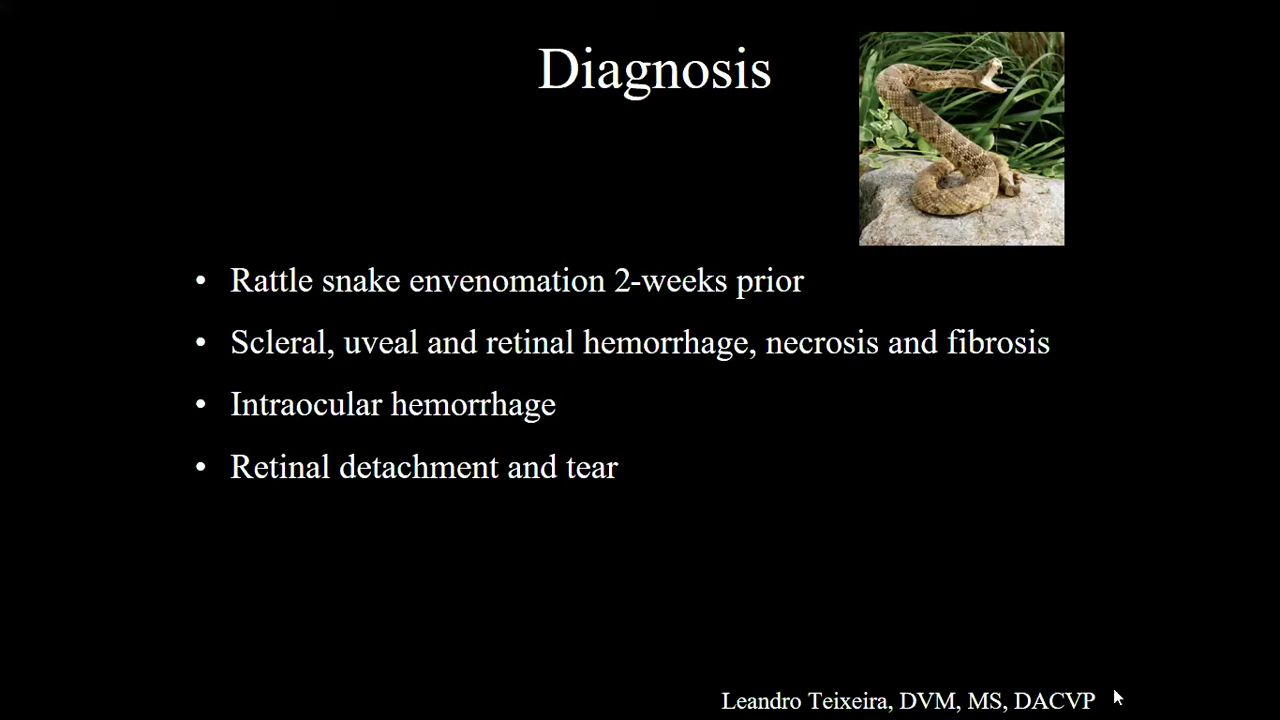 Diagnosis
• Rattle snake envenomation 2-weeks prior
• Scleral, uveal and retinal hemorrhage, necrosis and fibrosis
• Intraocular hemorrhage
• Retinal detachment and tear
Leandro Teixeira, DVM, MS, DACVP